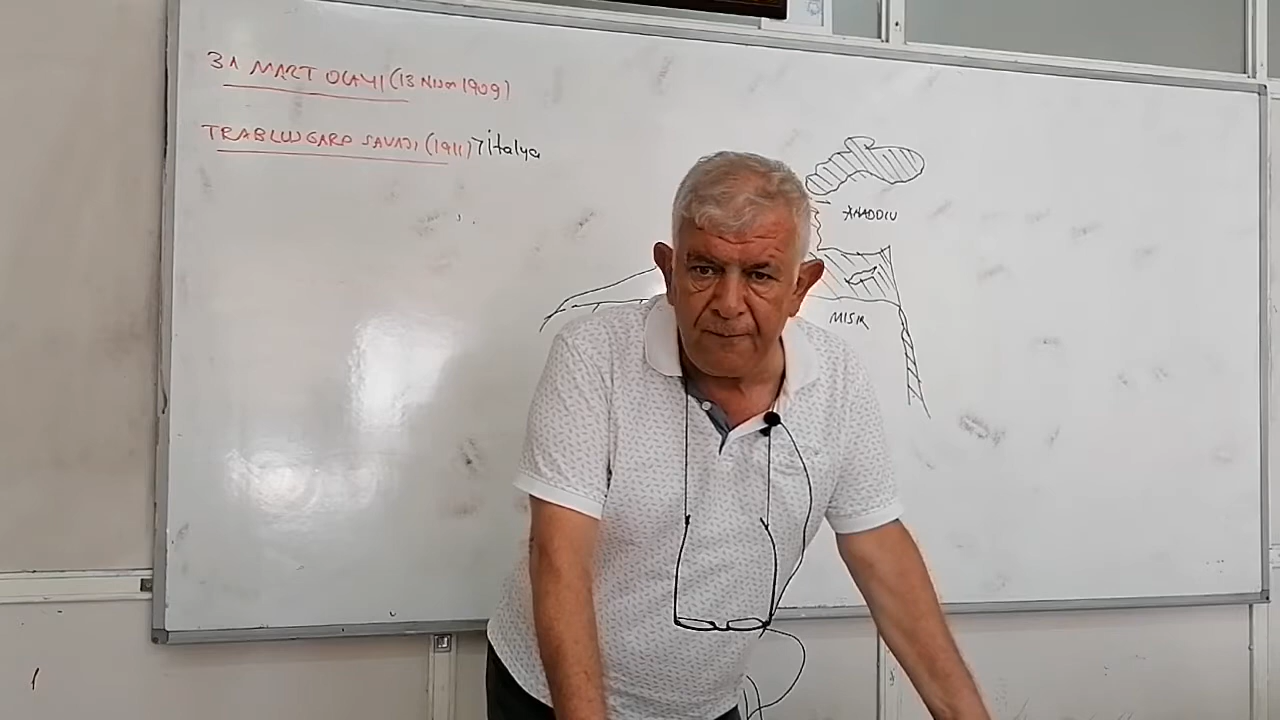 31 MART OLAYI (13 Nisan 1909)
TRABLUSGARP SAVAŞI (1911) → İtalya
ANADOLU
MISIR